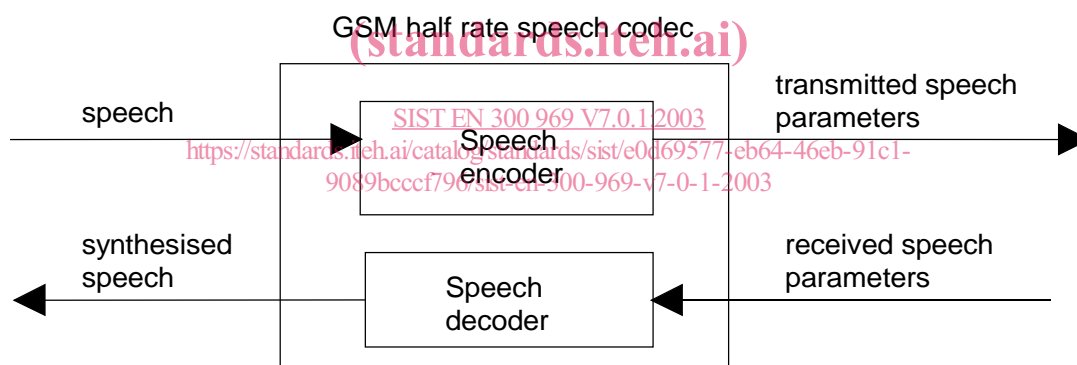 GSM half rate speech codec
(standards.iteh.ai)
speech
transmitted speech
parameters
SIST EN 300 969 V7.0.1:2003
https://standards.iteh.ai/catalog/standards/sist/e0d69577-eb64-46eb-91c1-
9089bcccf796/sist-en-300-969-v7-0-1-2003
Speech
encoder
synthesised
speech
received speech
parameters
Speech
decoder